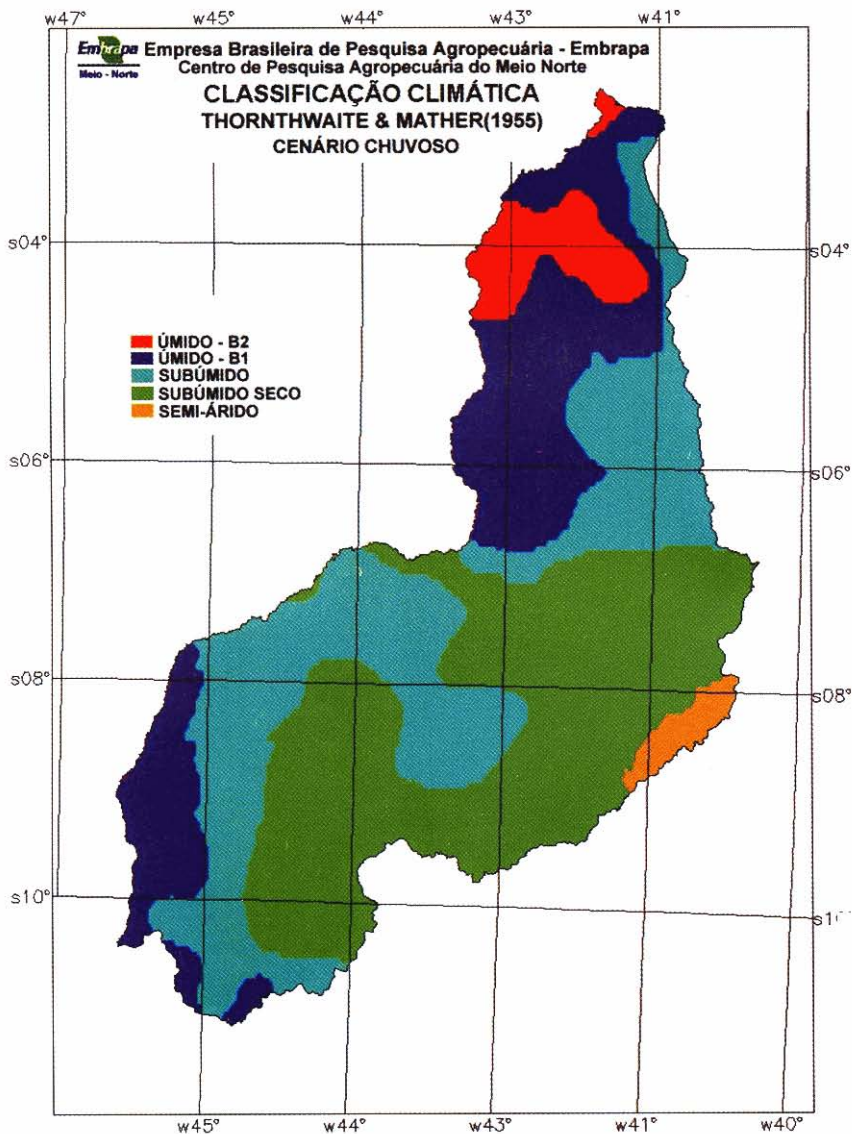 w47° w45° w43° w41°
Embrapa Empresa Brasileira de Pesquisa Agropecuária - Embrapa
Meio - Norte Centro de Pesquisa Agropecuária do Meio Norte
CLASSIFICAÇÃO CLIMÁTICA
THORNTHWAITE & MATHER(1955)
CENÁRIO CHUVOSO
s04° s04°
ÚMIDO - B2
ÚMIDO - B1
SUBÚMIDO
SUBÚMIDO SECO
SEMI-ÁRIDO
s06° s06°
s08° s08°
s10°
w45° w44° w43° w41° w40°